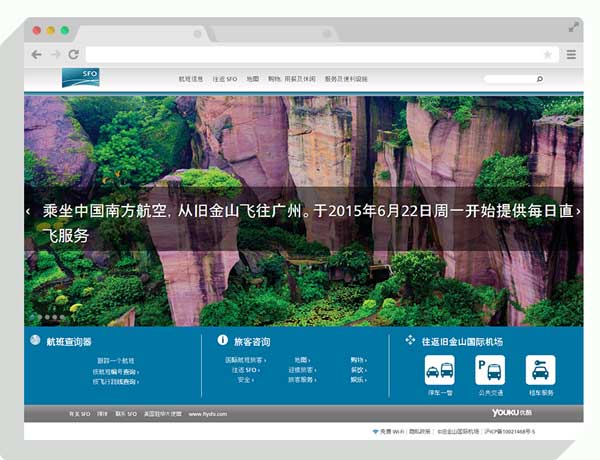 SFO
航班信息 往返 SFO 地图 购物, 用餐及休闲 服务及便利设施
乘坐中国南方航空, 从旧金山飞往广州。于2015年6月22日周一开始提供每日直
飞服务
航班查询器
跟踪一个航班
按航班编号查询 ›
按飞行路线查询 ›
旅客咨询
国际航班旅客 › 地图 › 购物 ›
往返 SFO › 迎接旅客 › 餐饮 ›
安全 › 旅客服务 › 娱乐 ›
往返旧金山国际机场
停车一管 公共交通 租车服务
有关 SFO 媒体 联系 SFO 美国驻华大使馆 www.flysfo.com
YOUKU 优酷
免费 Wi-Fi | 隐私政策 | ©旧金山国际机场 | 沪ICP备10021468号-5